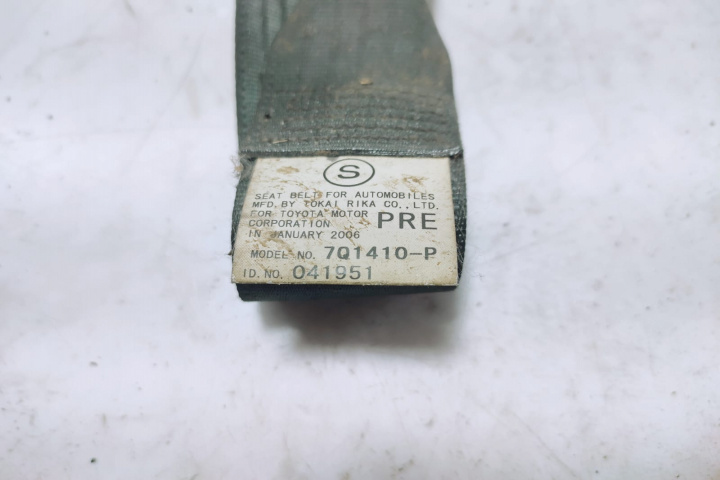 S
SEAT BELT FOR AUTOMOBILES
MFD. BY TOKAI RIKA CO., LTD.
FOR TOYOTA MOTOR
CORPORATION PRE
IN JANUARY 2006
MODEL NO. 7Q1410-P
I D. NO. 041951